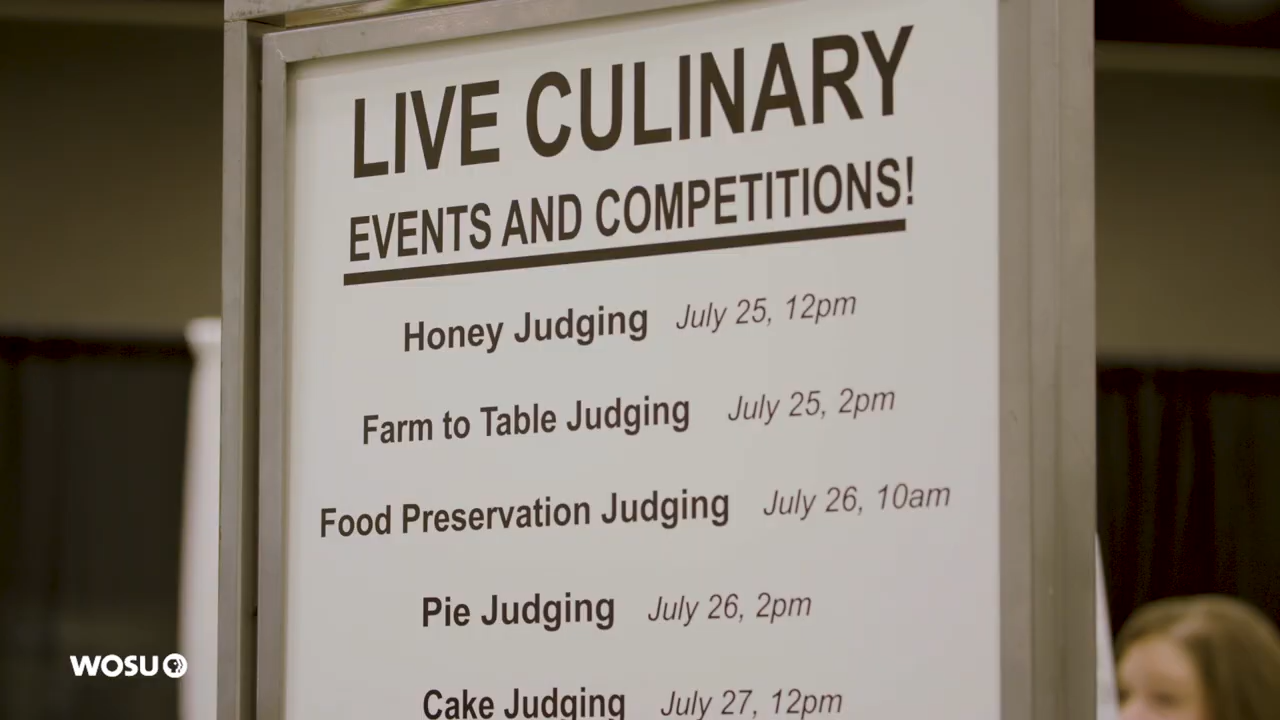 LIVE CULINARY
EVENTS AND COMPETITIONS!
Honey Judging July 25, 12pm
Farm to Table Judging July 25, 2pm
Food Preservation Judging July 26, 10am
Pie Judging July 26, 2pm
Cake Judging July 27, 12pm
WOSU